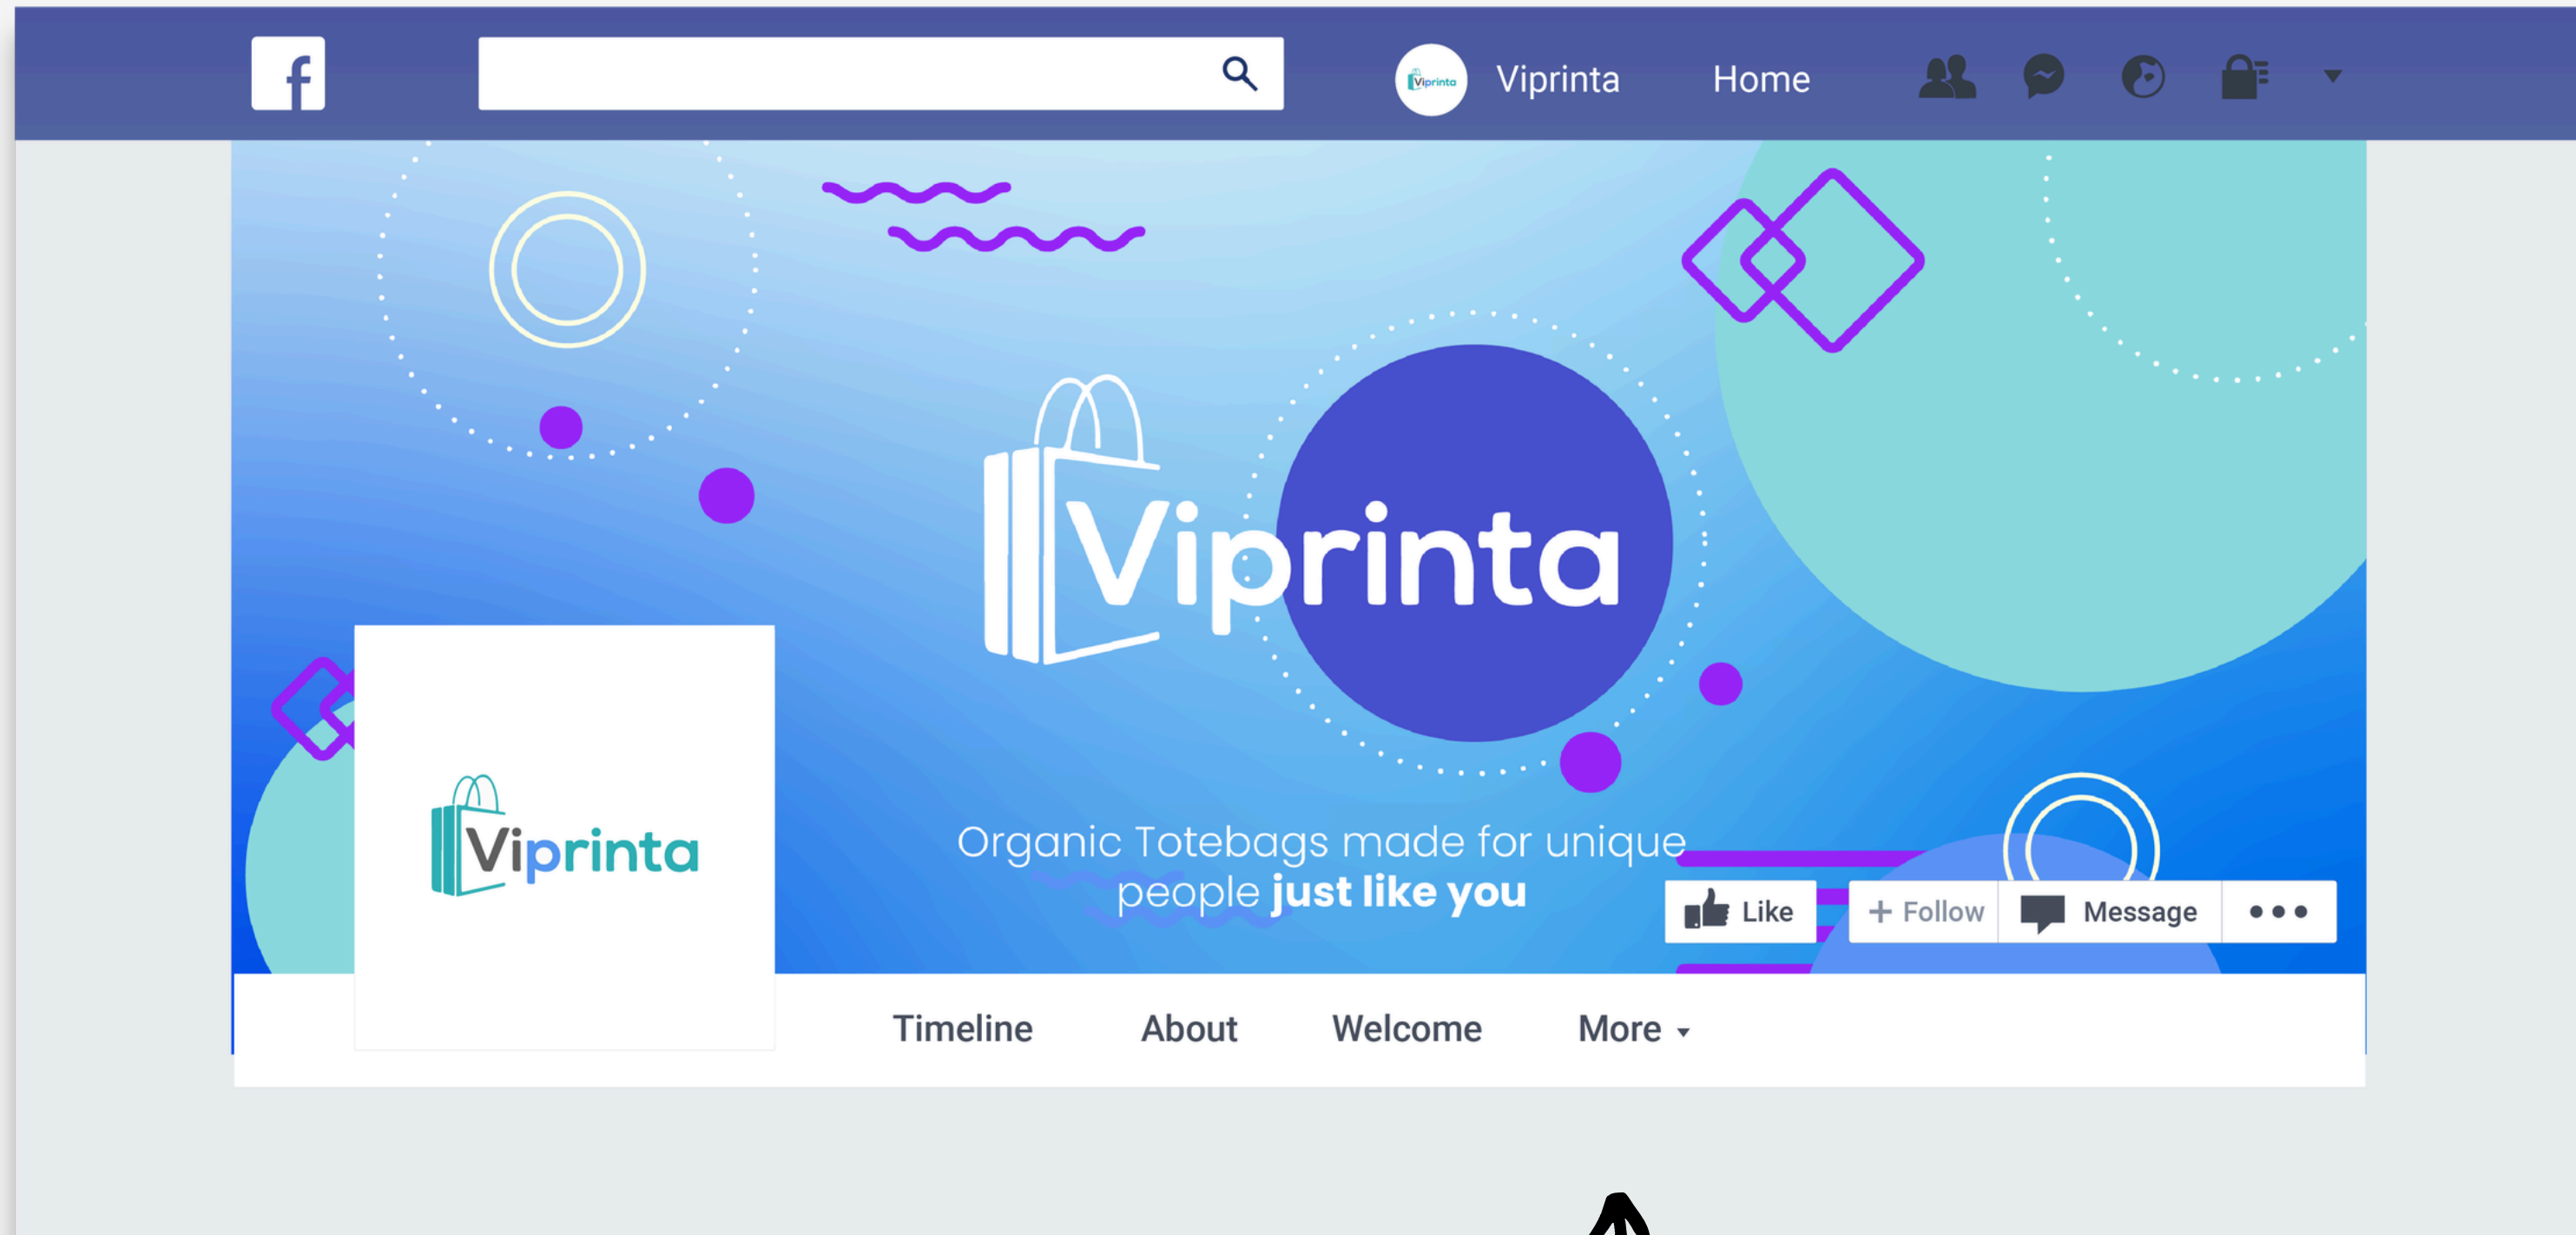 f
Viprinta
Viprinta
Home
Viprinta
Organic Totebags made for unique
people just like you
Viprinta
Like
+ Follow
Message
Timeline
About
Welcome
More